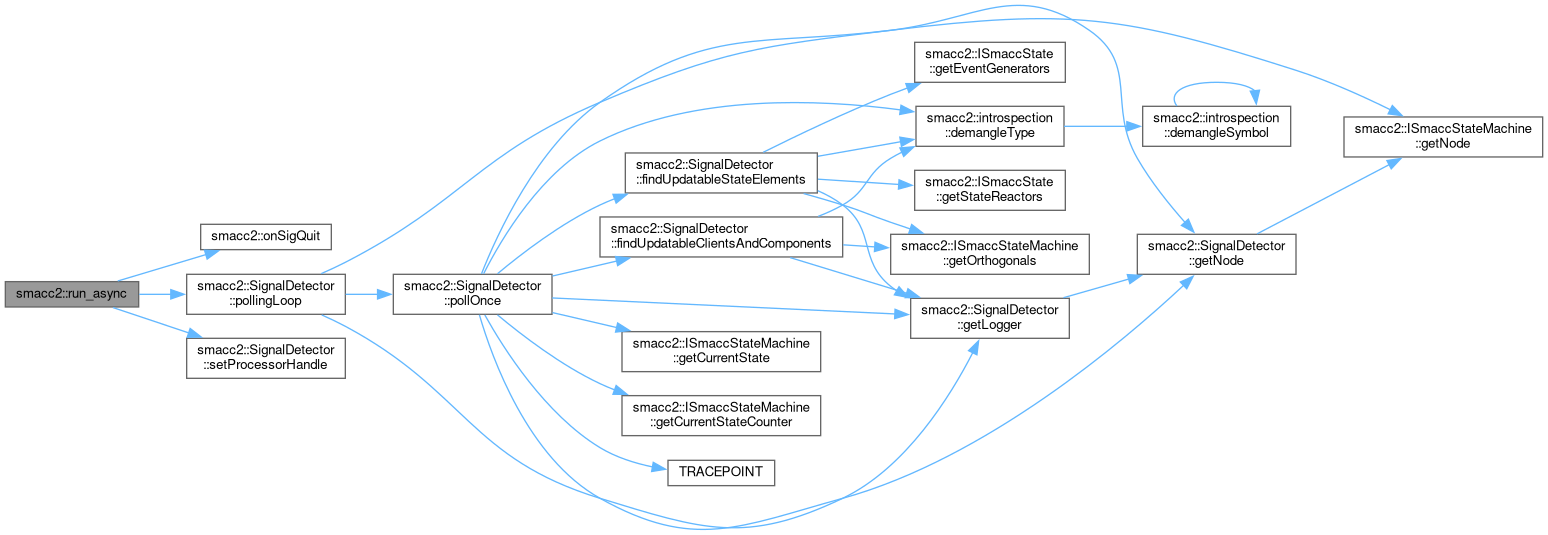 smacc2::run_async
smacc2::onSigQuit
smacc2::SignalDetector
::pollingLoop
smacc2::SignalDetector
::setProcessorHandle
smacc2::SignalDetector
::pollOnce
smacc2::SignalDetector
::findUpdatableStateElements
smacc2::SignalDetector
::findUpdatableClientsAndComponents
smacc2::ISmaccStateMachine
::getCurrentState
smacc2::ISmaccStateMachine
::getCurrentStateCounter
TRACEPOINT
smacc2::ISmaccState
::getEventGenerators
smacc2::introspection
::demangleType
smacc2::ISmaccState
::getStateReactors
smacc2::ISmaccStateMachine
::getOrthogonals
smacc2::SignalDetector
::getLogger
smacc2::introspection
::demangleSymbol
smacc2::SignalDetector
::getNode
smacc2::ISmaccStateMachine
::getNode